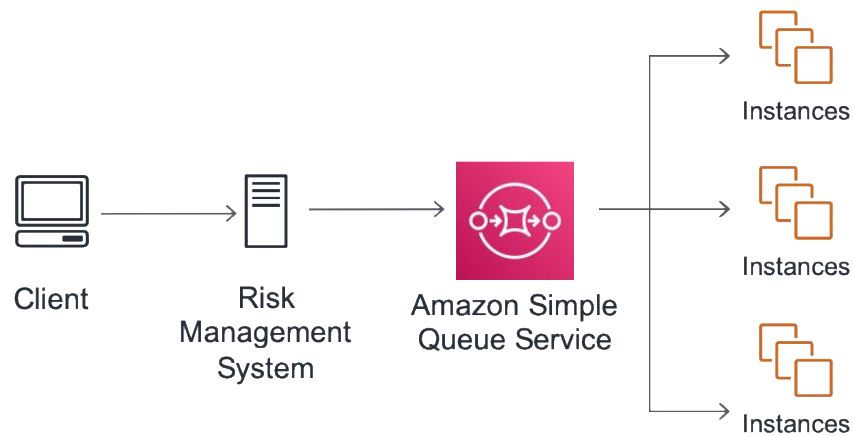 Client
Risk
Management
System
Amazon Simple
Queue Service
Instances
Instances
Instances